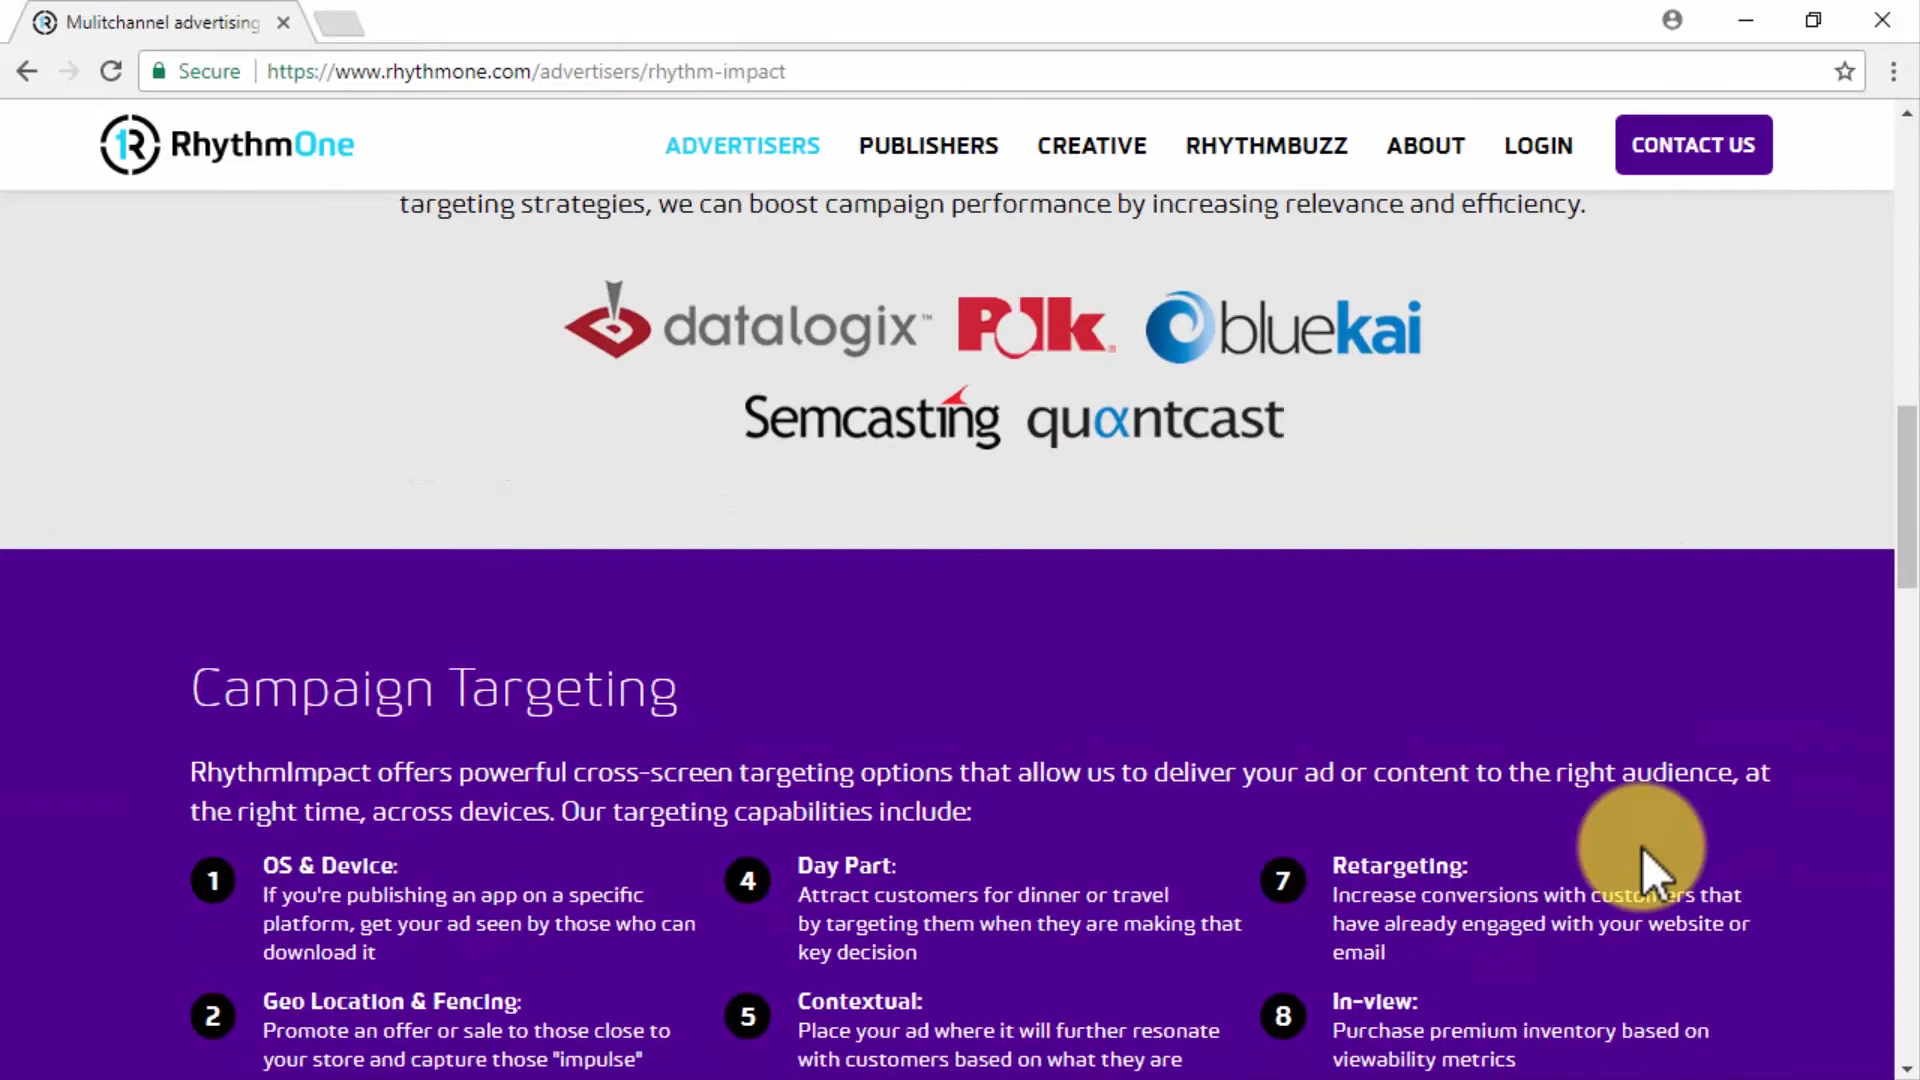 Mulitchannel advertising
Secure https://www.rhythmone.com/advertisers/rhythm-impact
1R RhythmOne ADVERTISERS PUBLISHERS CREATIVE RHYTHMBUZZ ABOUT LOGIN CONTACT US
targeting strategies, we can boost campaign performance by increasing relevance and efficiency.
datalogix™ Polk® bluekai
Semcasting quantcast
Campaign Targeting
RhythmImpact offers powerful cross-screen targeting options that allow us to deliver your ad or content to the right audience, at
the right time, across devices. Our targeting capabilities include:
1 OS & Device:
If you're publishing an app on a specific
platform, get your ad seen by those who can
download it
2 Geo Location & Fencing:
Promote an offer or sale to those close to
your store and capture those "impulse"
4 Day Part:
Attract customers for dinner or travel
by targeting them when they are making that
key decision
5 Contextual:
Place your ad where it will further resonate
with customers based on what they are
7 Retargeting:
Increase conversions with customers that
have already engaged with your website or
email
8 In-view:
Purchase premium inventory based on
viewability metrics